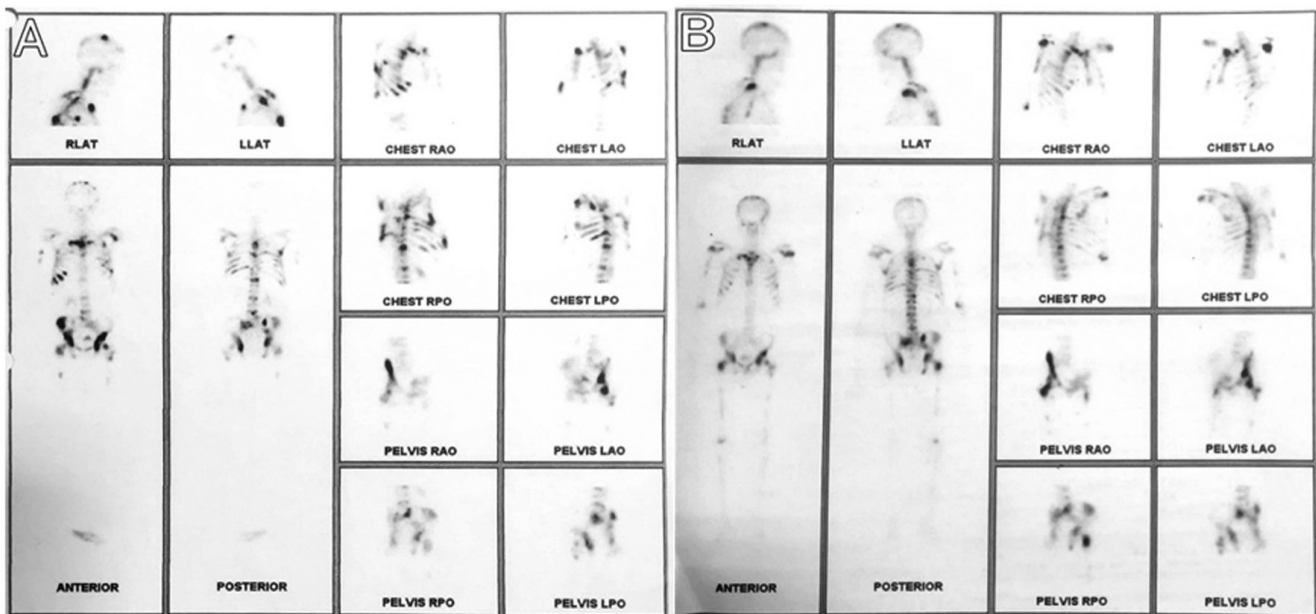 A
RLAT
LLAT
CHEST RAO
CHEST LAO
CHEST RPO
CHEST LPO
PELVIS RAO
PELVIS LAO
ANTERIOR
POSTERIOR
PELVIS RPO
PELVIS LPO
B
RLAT
LLAT
CHEST RAO
CHEST LAO
CHEST RPO
CHEST LPO
PELVIS RAO
PELVIS LAO
ANTERIOR
POSTERIOR
PELVIS RPO
PELVIS LPO